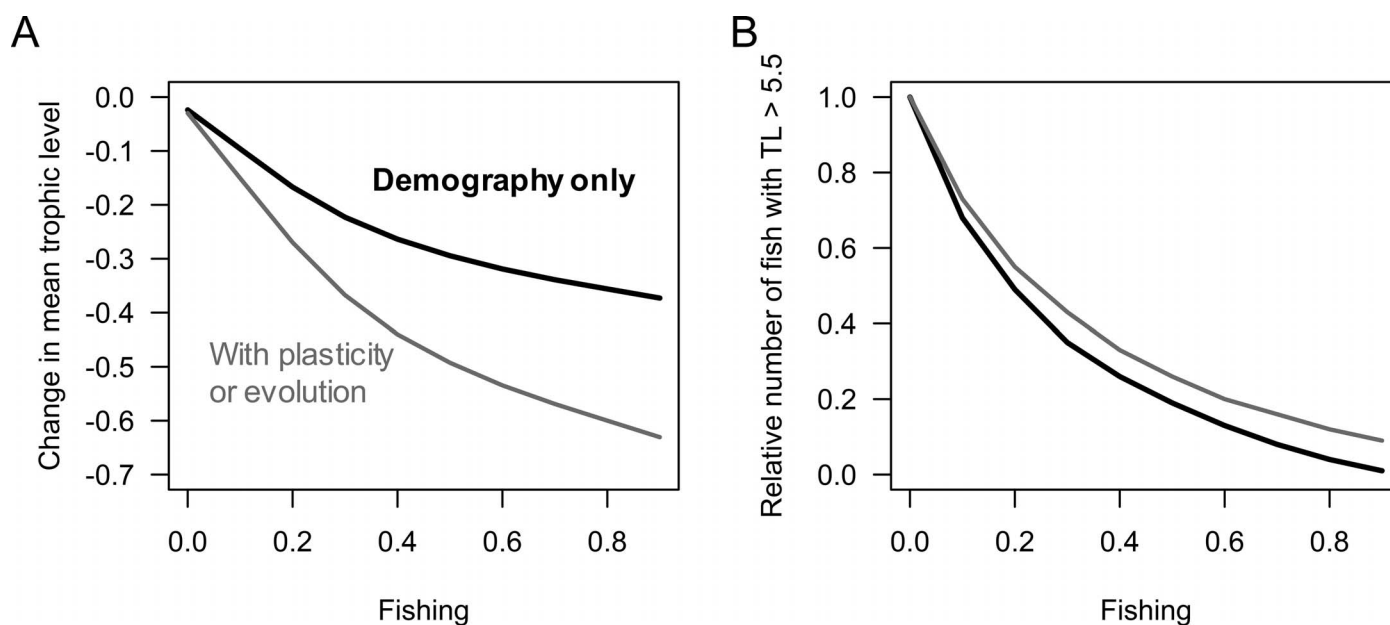 A
Change in mean trophic level
0.0
-0.1
-0.2
-0.3
-0.4
-0.5
-0.6
-0.7
Demography only
With plasticity
or evolution
0.0 0.2 0.4 0.6 0.8
Fishing
B
Relative number of fish with TL > 5.5
1.0
0.8
0.6
0.4
0.2
0.0
0.0 0.2 0.4 0.6 0.8
Fishing